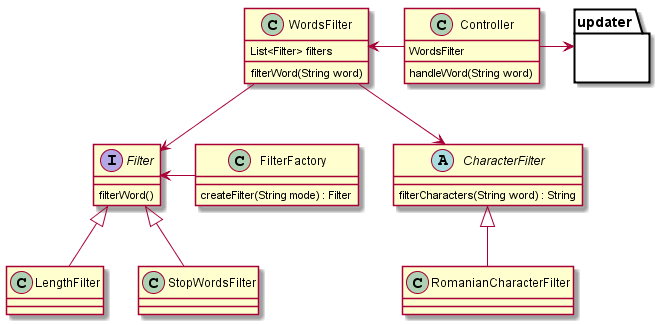 C WordsFilter
List<Filter> filters
filterWord(String word)
C Controller
WordsFilter
handleWord(String word)
updater
I Filter
filterWord()
C FilterFactory
createFilter(String mode) : Filter
A CharacterFilter
filterCharacters(String word) : String
C LengthFilter
C StopWordsFilter
C RomanianCharacterFilter